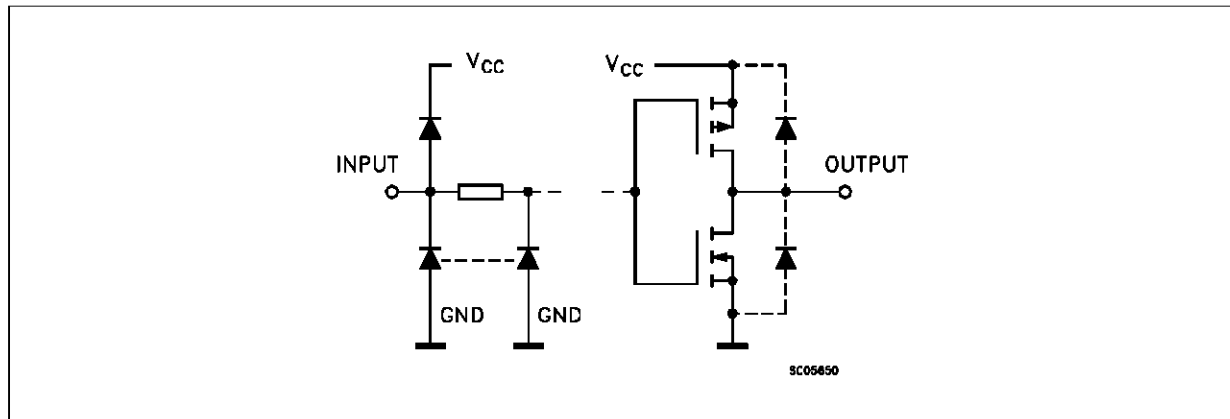 VCC
VCC
INPUT
OUTPUT
GND
GND
SC05650